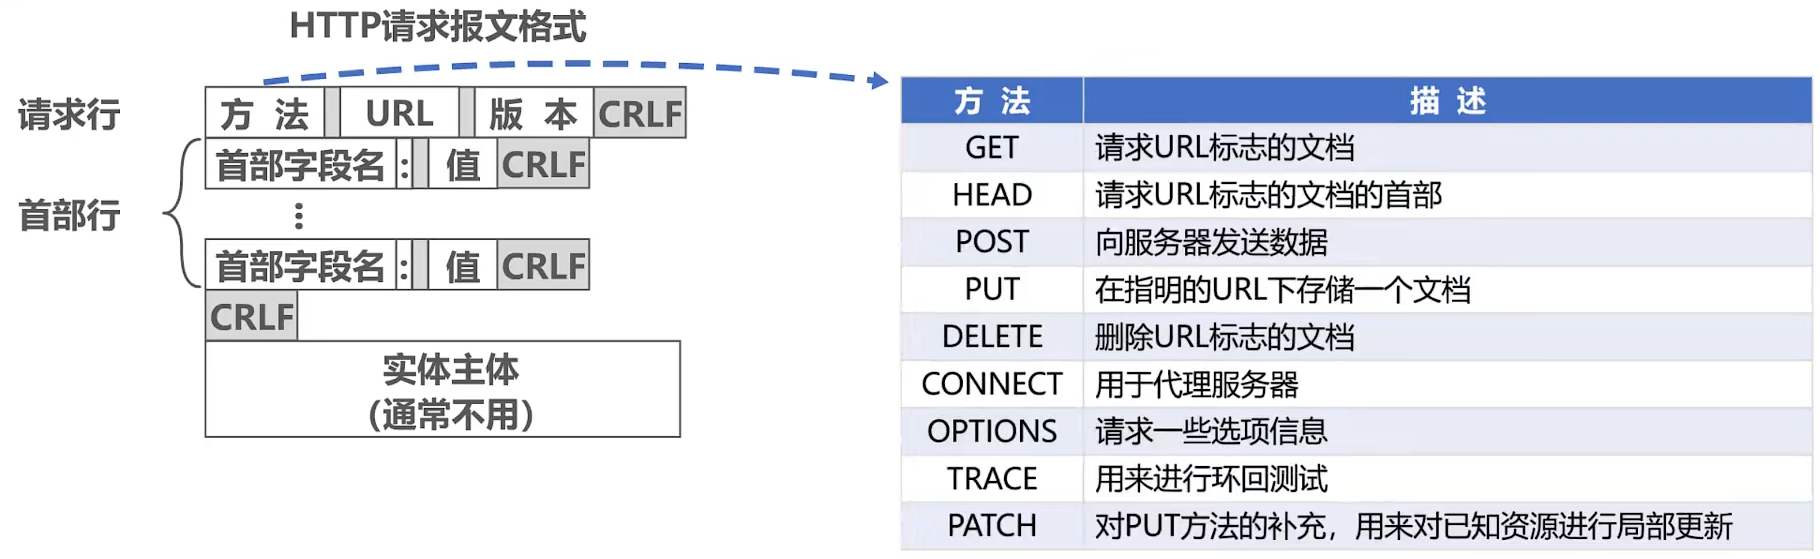 HTTP请求报文格式
请求行
方 法 URL 版 本 CRLF
首部字段名 : 值 CRLF
首部行
⋮
首部字段名 : 值 CRLF
CRLF
实体主体
（通常不用）
方 法 描 述
GET 请求URL标志的文档
HEAD 请求URL标志的文档的首部
POST 向服务器发送数据
PUT 在指明的URL下存储一个文档
DELETE 删除URL标志的文档
CONNECT 用于代理服务器
OPTIONS 请求一些选项信息
TRACE 用来进行环回测试
PATCH 对PUT方法的补充，用来对已知资源进行局部更新